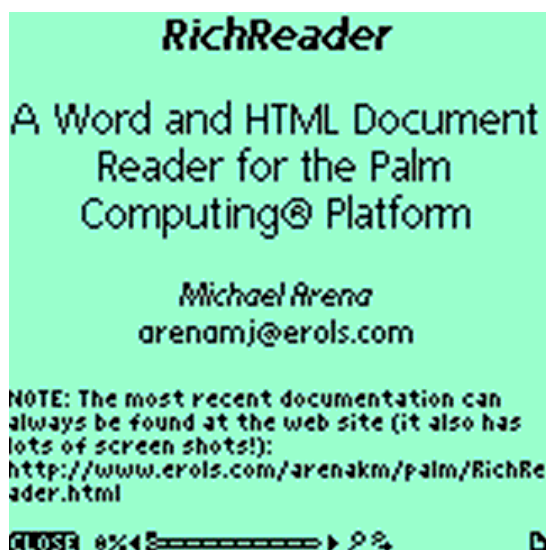 RichReader
A Word and HTML Document
Reader for the Palm
Computing® Platform
Michael Arena
arenamj@erols.com
NOTE: The most recent documentation can
always be found at the web site (it also has
lots of screen shots!):
http://www.erols.com/arenakm/palm/RichRe
ader.html
CLOSE 0%